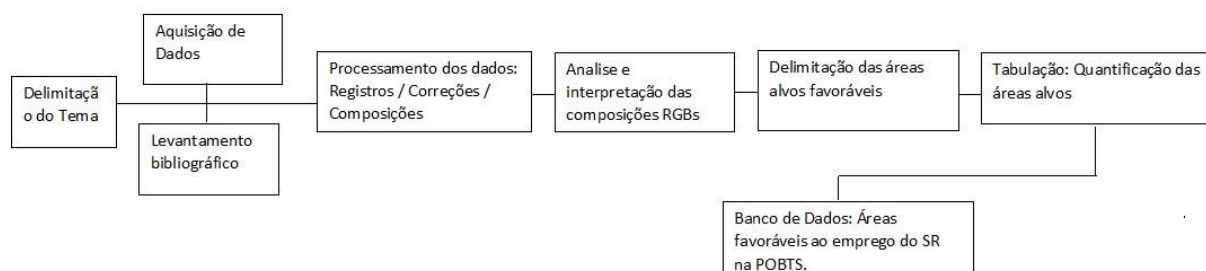 Delimitaçã
o do Tema
Aquisição de
Dados
Levantamento
bibliográfico
Processamento dos dados:
Registros / Correções /
Composições
Analise e
interpretação das
composições RGBs
Delimitação das áreas
alvos favoráveis
Tabulação: Quantificação das
áreas alvos
Banco de Dados: Áreas
favoráveis ao emprego do SR
na POBTS.